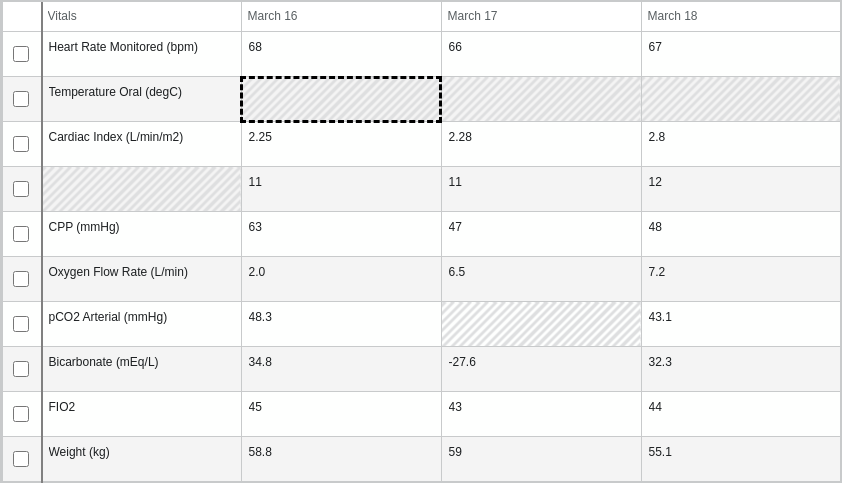 Vitals March 16 March 17 March 18
Heart Rate Monitored (bpm) 68 66 67
Temperature Oral (degC)
Cardiac Index (L/min/m2) 2.25 2.28 2.8
11 11 12
CPP (mmHg) 63 47 48
Oxygen Flow Rate (L/min) 2.0 6.5 7.2
pCO2 Arterial (mmHg) 48.3 43.1
Bicarbonate (mEq/L) 34.8 -27.6 32.3
FIO2 45 43 44
Weight (kg) 58.8 59 55.1